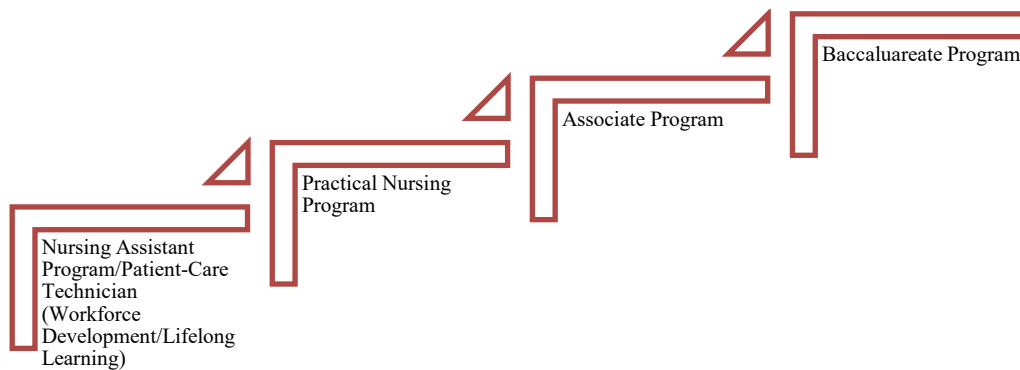 Baccaluareate Program
Associate Program
Practical Nursing
Program
Nursing Assistant
Program/Patient-Care
Technician
(Workforce
Development/Lifelong
Learning)